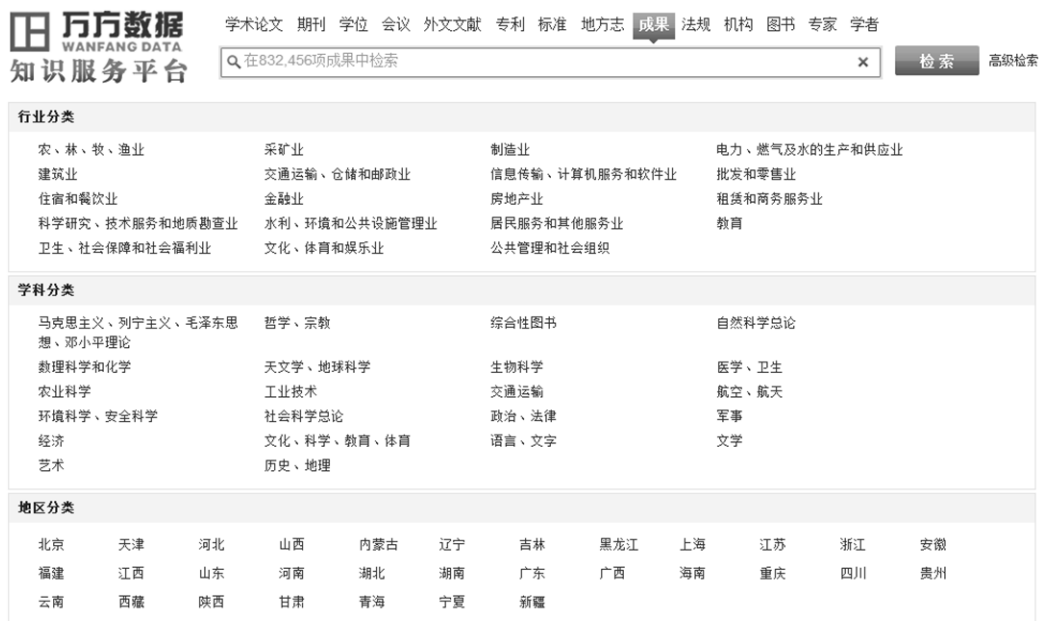 万方数据
WANFANG DATA
知识服务平台
学术论文 期刊 学位 会议 外文文献 专利 标准 地方志 成果 法规 机构 图书 专家 学者
在832,456项成果中检索 × 检索 高级检索
行业分类
农、林、牧、渔业 采矿业 制造业 电力、燃气及水的生产和供应业
建筑业 交通运输、仓储和邮政业 信息传输、计算机服务和软件业 批发和零售业
住宿和餐饮业 金融业 房地产业 租赁和商务服务业
科学研究、技术服务和地质勘查业 水利、环境和公共设施管理业 居民服务和其他服务业 教育
卫生、社会保障和社会福利业 文化、体育和娱乐业 公共管理和社会组织
学科分类
马克思主义、列宁主义、毛泽东思 哲学、宗教 综合性图书 自然科学总论
想、邓小平理论
数理科学和化学 天文学、地球科学 生物科学 医学、卫生
农业科学 工业技术 交通运输 航空、航天
环境科学、安全科学 社会科学总论 政治、法律 军事
经济 文化、科学、教育、体育 语言、文字 文学
艺术 历史、地理
地区分类
北京 天津 河北 山西 内蒙古 辽宁 吉林 黑龙江 上海 江苏 浙江 安徽
福建 江西 山东 河南 湖北 湖南 广东 广西 海南 重庆 四川 贵州
云南 西藏 陕西 甘肃 青海 宁夏 新疆